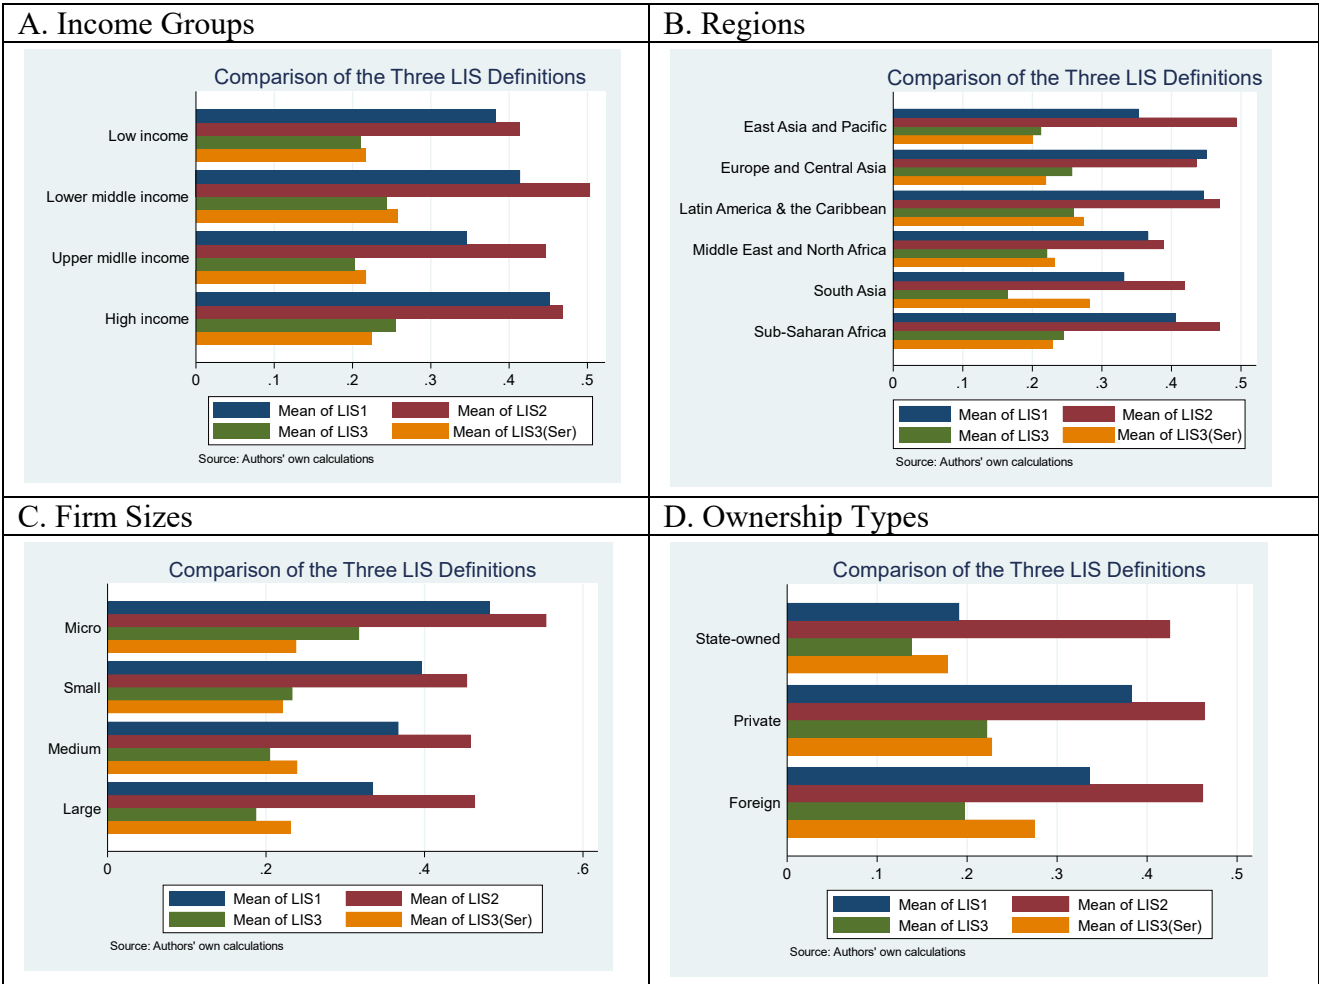 A. Income Groups
Comparison of the Three LIS Definitions
Low income
Lower middle income
Upper midlle income
High income
0 .1 .2 .3 .4 .5
Mean of LIS1 Mean of LIS2
Mean of LIS3 Mean of LIS3(Ser)
Source: Authors' own calculations
B. Regions
Comparison of the Three LIS Definitions
East Asia and Pacific
Europe and Central Asia
Latin America & the Caribbean
Middle East and North Africa
South Asia
Sub-Saharan Africa
0 .1 .2 .3 .4 .5
Mean of LIS1 Mean of LIS2
Mean of LIS3 Mean of LIS3(Ser)
Source: Authors' own calculations
C. Firm Sizes
Comparison of the Three LIS Definitions
Micro
Small
Medium
Large
0 .2 .4 .6
Mean of LIS1 Mean of LIS2
Mean of LIS3 Mean of LIS3(Ser)
Source: Authors' own calculations
D. Ownership Types
Comparison of the Three LIS Definitions
State-owned
Private
Foreign
0 .1 .2 .3 .4 .5
Mean of LIS1 Mean of LIS2
Mean of LIS3 Mean of LIS3(Ser)
Source: Authors' own calculations